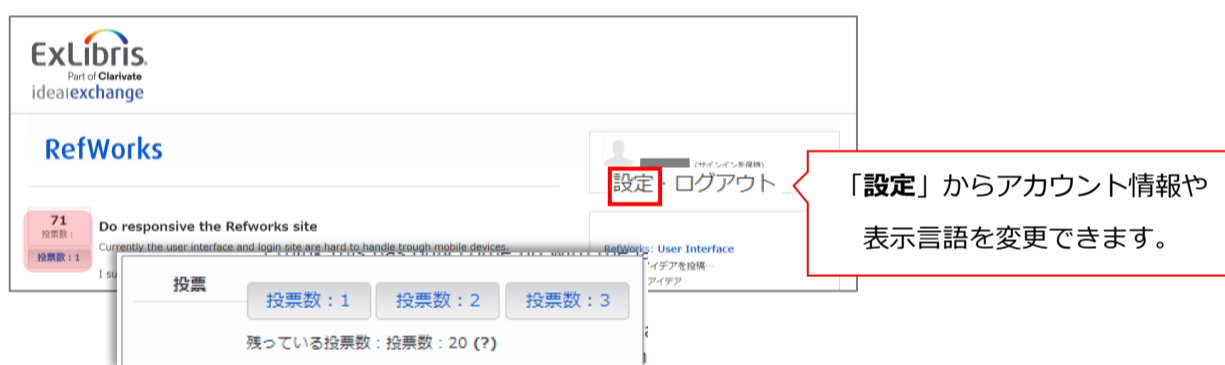 ExLibris.
Part of Clarivate
ideaexchange
RefWorks
(サインインを保持)
設定・ログアウト
「設定」からアカウント情報や
表示言語を変更できます。
71
投票数：
投票数：1
Do responsive the Refworks site
Currently the user interface and login site are hard to handle trough mobile devices.
I su
RefWorks: User Interface
イデアを投稿…
アイデア
投票
投票数：1
投票数：2
投票数：3
残っている投票数：投票数：20 (?)